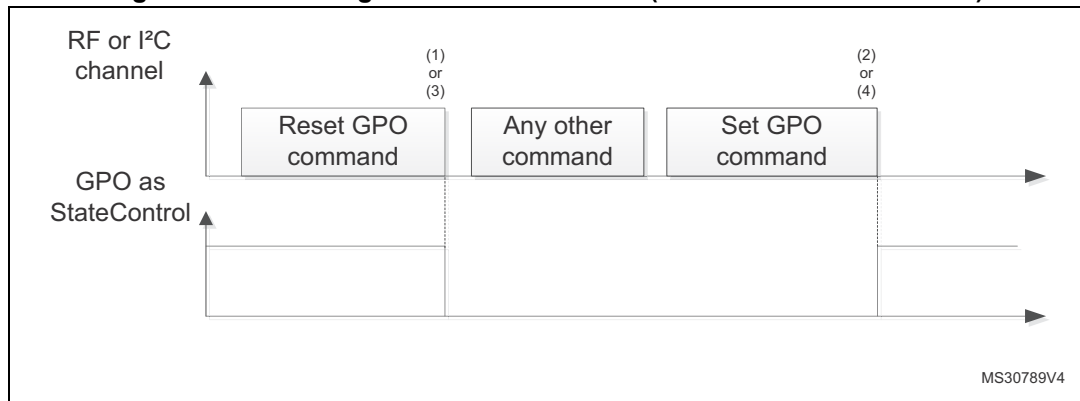 RF or I²C
channel
(1)
or
(3)
(2)
or
(4)
Reset GPO
command
Any other
command
Set GPO
command
GPO as
StateControl
MS30789V4